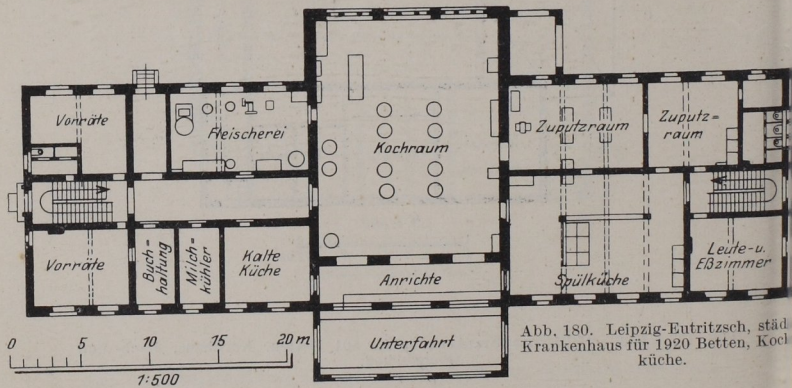 Vorräte
Fleischerei
Kochraum
Zuputzraum
Zuputz=
raum
Vorräte
Buch=
haltung
Milch=
kühler
Kalte
Küche
Anrichte
Spülküche
Leute-u.
Eßzimmer
Unterfahrt
0 5 10 15 20 m
1:500
Abb. 180. Leipzig-Eutritzsch, städ
Krankenhaus für 1920 Betten, Koch
küche.